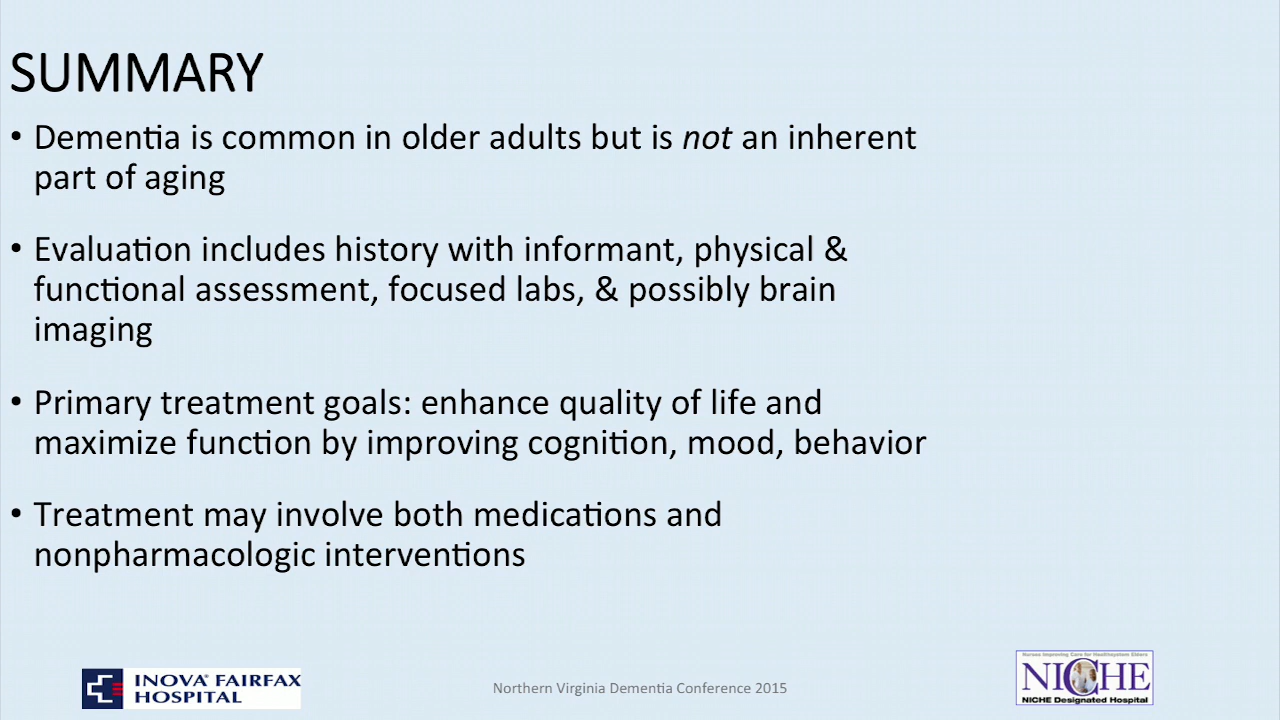 SUMMARY
• Dementia is common in older adults but is not an inherent
part of aging
• Evaluation includes history with informant, physical &
functional assessment, focused labs, & possibly brain
imaging
• Primary treatment goals: enhance quality of life and
maximize function by improving cognition, mood, behavior
• Treatment may involve both medications and
nonpharmacologic interventions
INOVA® FAIRFAX
HOSPITAL
Northern Virginia Dementia Conference 2015
Nurses Improving Care for Healthsystem Elders
NICHE
NICHE Designated Hospital